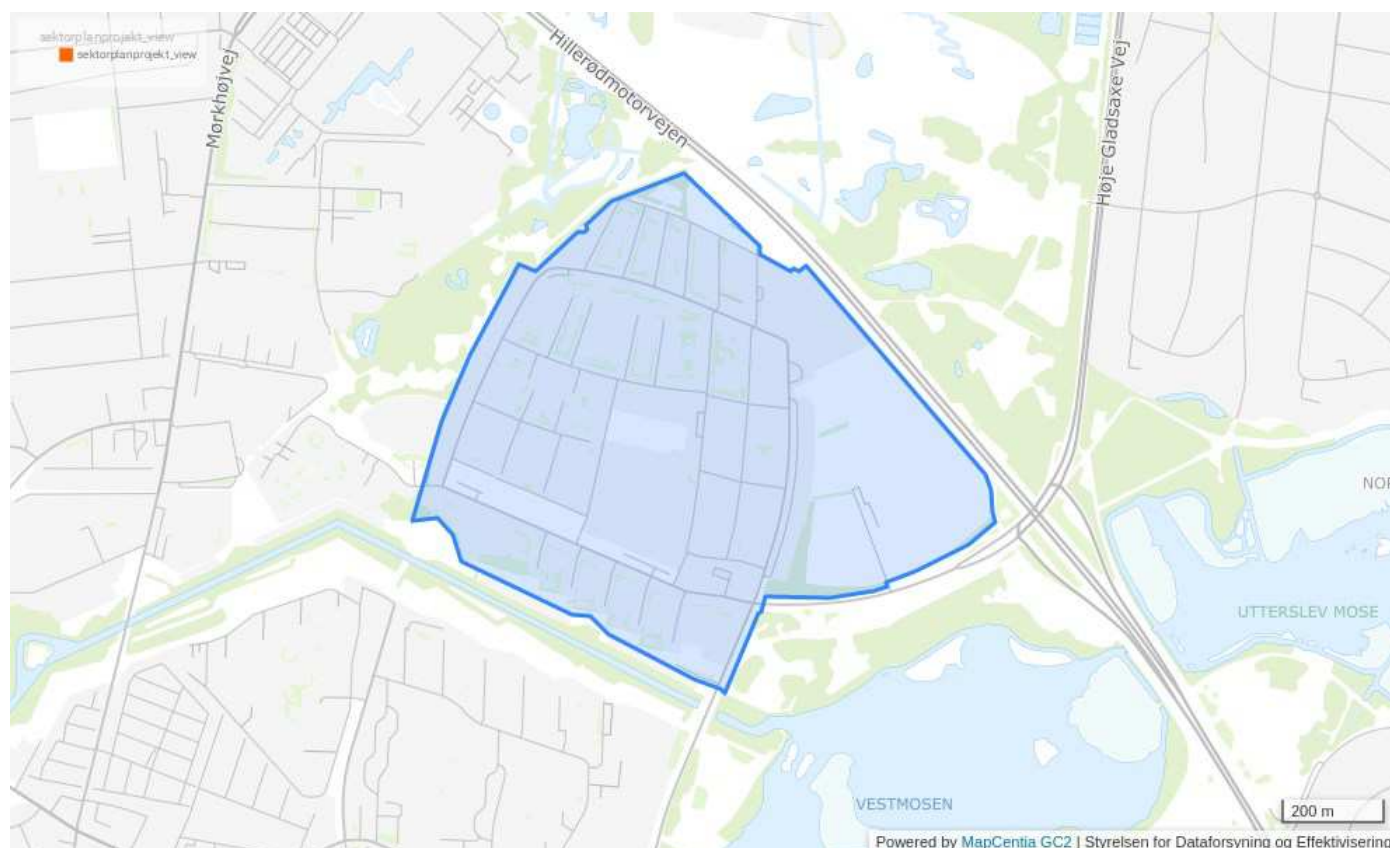 sektorplanprojekt_view
sektorplanprojekt_view
Mørkhøjvej
Hillerødmotorvejen
Høje Gladsaxe Vej
NOR
UTTERSLEV MOSE
VESTMOSEN
200 m
Powered by MapCentia GC2 | Styrelsen for Dataforsyning og Effektivisering